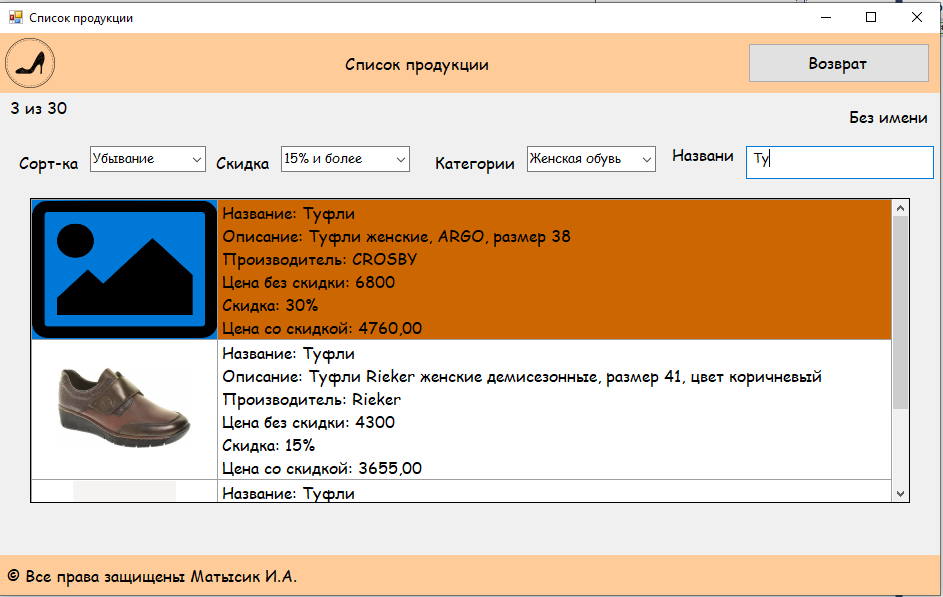 Список продукции
Список продукции
Возврат
3 из 30
Без имени
Сорт-ка Убывание Скидка 15% и более Категории Женская обувь Названи Ту
Название: Туфли
Описание: Туфли женские, ARGO, размер 38
Производитель: CROSBY
Цена без скидки: 6800
Скидка: 30%
Цена со скидкой: 4760,00
Название: Туфли
Описание: Туфли Rieker женские демисезонные, размер 41, цвет коричневый
Производитель: Rieker
Цена без скидки: 4300
Скидка: 15%
Цена со скидкой: 3655,00
Название: Туфли
© Все права защищены Матысик И.А.